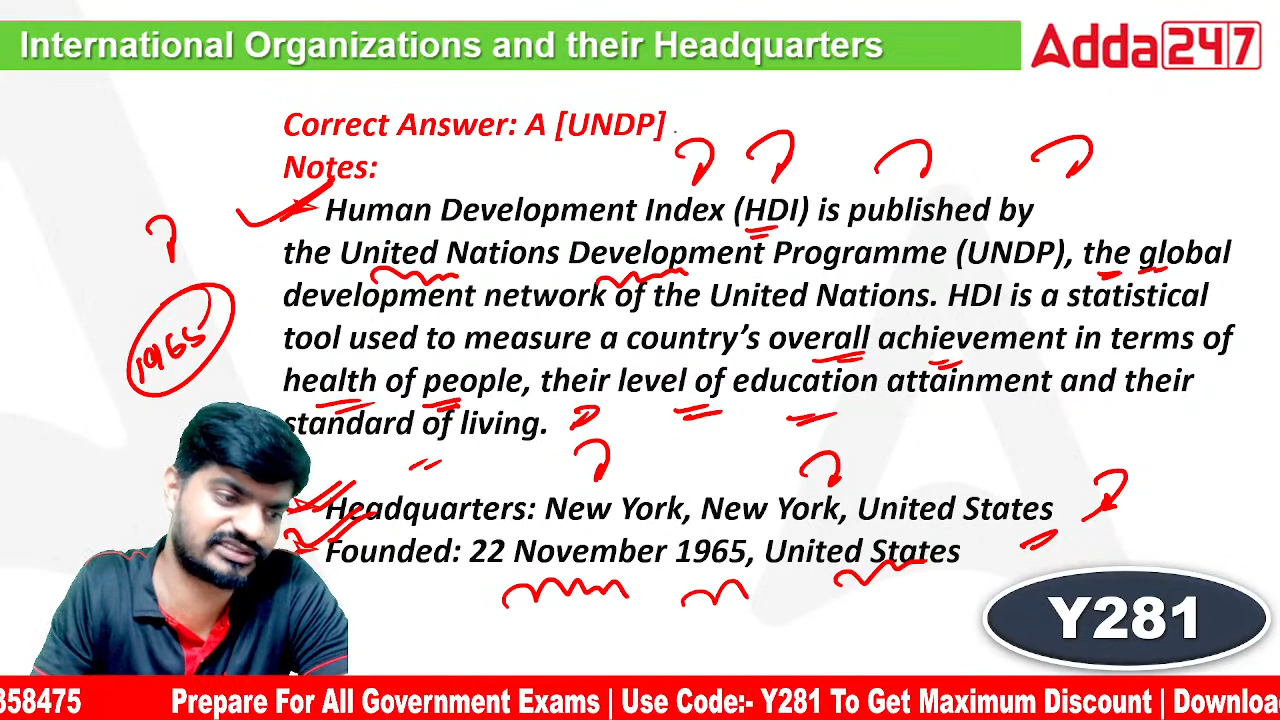 International Organizations and their Headquarters
Adda247
Correct Answer: A [UNDP]
Notes:
Human Development Index (HDI) is published by
the United Nations Development Programme (UNDP), the global
development network of the United Nations. HDI is a statistical
tool used to measure a country's overall achievement in terms of
health of people, their level of education attainment and their
standard of living.
1965
Headquarters: New York, New York, United States
Founded: 22 November 1965, United States
Y281
858475 Prepare For All Government Exams | Use Code:- Y281 To Get Maximum Discount | Downloa